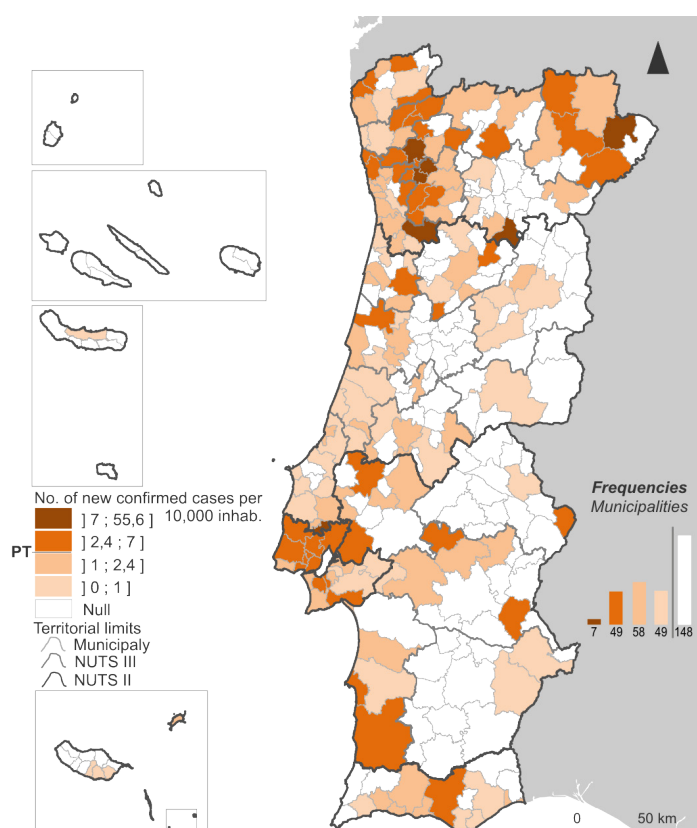 No. of new confirmed cases per
10,000 inhab.
] 7 ; 55,6 ]
] 2,4 ; 7 ]
PT
] 1 ; 2,4 ]
] 0 ; 1 ]
Null
Territorial limits
Municipaly
NUTS III
NUTS II
Frequencies
Municipalities
7 49 58 49 148
0 50 km